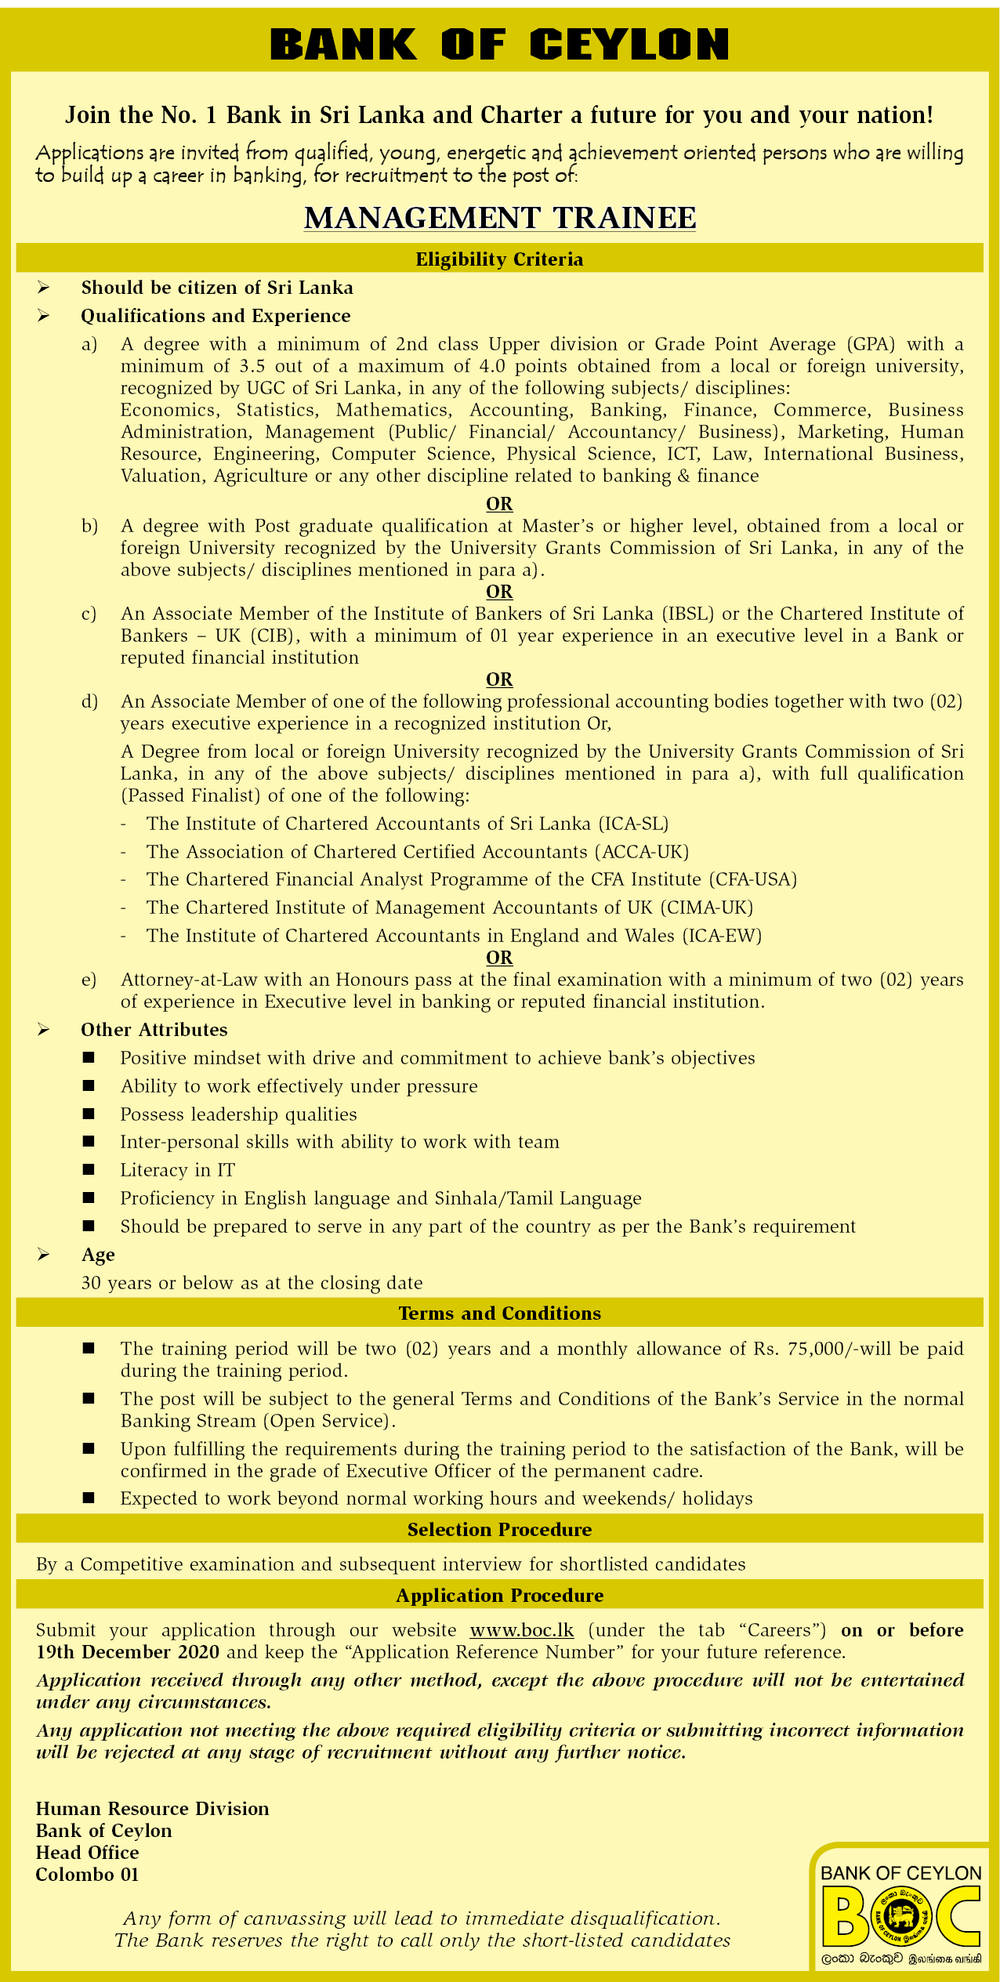 BANK OF CEYLON
Join the No. 1 Bank in Sri Lanka and Charter a future for you and your nation!
Applications are invited from qualified, young, energetic and achievement oriented persons who are willing
to build up a career in banking, for recruitment to the post of:
MANAGEMENT TRAINEE
Eligibility Criteria
➢ Should be citizen of Sri Lanka
➢ Qualifications and Experience
a) A degree with a minimum of 2nd class Upper division or Grade Point Average (GPA) with a
minimum of 3.5 out of a maximum of 4.0 points obtained from a local or foreign university,
recognized by UGC of Sri Lanka, in any of the following subjects/ disciplines:
Economics, Statistics, Mathematics, Accounting, Banking, Finance, Commerce, Business
Administration, Management (Public/ Financial/ Accountancy/ Business), Marketing, Human
Resource, Engineering, Computer Science, Physical Science, ICT, Law, International Business,
Valuation, Agriculture or any other discipline related to banking & finance
OR
b) A degree with Post graduate qualification at Master's or higher level, obtained from a local or
foreign University recognized by the University Grants Commission of Sri Lanka, in any of the
above subjects/ disciplines mentioned in para a).
OR
c) An Associate Member of the Institute of Bankers of Sri Lanka (IBSL) or the Chartered Institute of
Bankers – UK (CIB), with a minimum of 01 year experience in an executive level in a Bank or
reputed financial institution
OR
d) An Associate Member of one of the following professional accounting bodies together with two (02)
years executive experience in a recognized institution Or,
A Degree from local or foreign University recognized by the University Grants Commission of Sri
Lanka, in any of the above subjects/ disciplines mentioned in para a), with full qualification
(Passed Finalist) of one of the following:
- The Institute of Chartered Accountants of Sri Lanka (ICA-SL)
- The Association of Chartered Certified Accountants (ACCA-UK)
- The Chartered Financial Analyst Programme of the CFA Institute (CFA-USA)
- The Chartered Institute of Management Accountants of UK (CIMA-UK)
- The Institute of Chartered Accountants in England and Wales (ICA-EW)
OR
e) Attorney-at-Law with an Honours pass at the final examination with a minimum of two (02) years
of experience in Executive level in banking or reputed financial institution.
➢ Other Attributes
■ Positive mindset with drive and commitment to achieve bank's objectives
■ Ability to work effectively under pressure
■ Possess leadership qualities
■ Inter-personal skills with ability to work with team
■ Literacy in IT
■ Proficiency in English language and Sinhala/Tamil Language
■ Should be prepared to serve in any part of the country as per the Bank's requirement
➢ Age
30 years or below as at the closing date
Terms and Conditions
■ The training period will be two (02) years and a monthly allowance of Rs. 75,000/-will be paid
during the training period.
■ The post will be subject to the general Terms and Conditions of the Bank's Service in the normal
Banking Stream (Open Service).
■ Upon fulfilling the requirements during the training period to the satisfaction of the Bank, will be
confirmed in the grade of Executive Officer of the permanent cadre.
■ Expected to work beyond normal working hours and weekends/ holidays
Selection Procedure
By a Competitive examination and subsequent interview for shortlisted candidates
Application Procedure
Submit your application through our website www.boc.lk (under the tab “Careers”) on or before
19th December 2020 and keep the “Application Reference Number” for your future reference.
Application received through any other method, except the above procedure will not be entertained
under any circumstances.
Any application not meeting the above required eligibility criteria or submitting incorrect information
will be rejected at any stage of recruitment without any further notice.
Human Resource Division
Bank of Ceylon
Head Office
Colombo 01
Any form of canvassing will lead to immediate disqualification.
The Bank reserves the right to call only the short-listed candidates
BANK OF CEYLON
BOC
ලංකා බැංකුව இலங்கை வங்கி